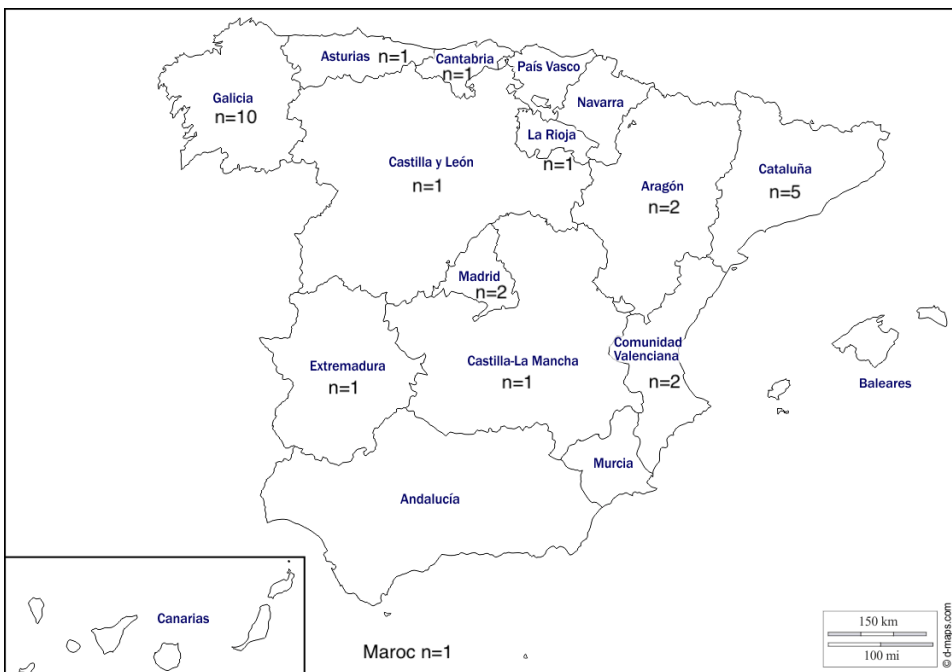 Asturias n=1
Cantabria
n=1
País Vasco
Galicia
n=10
Navarra
La Rioja
n=1
Castilla y León
n=1
Aragón
n=2
Cataluña
n=5
Madrid
n=2
Comunidad
Valenciana
n=2
Extremadura
n=1
Castilla-La Mancha
n=1
Baleares
Murcia
Andalucía
Canarias
Maroc n=1
150 km
100 mi
© d-maps.com